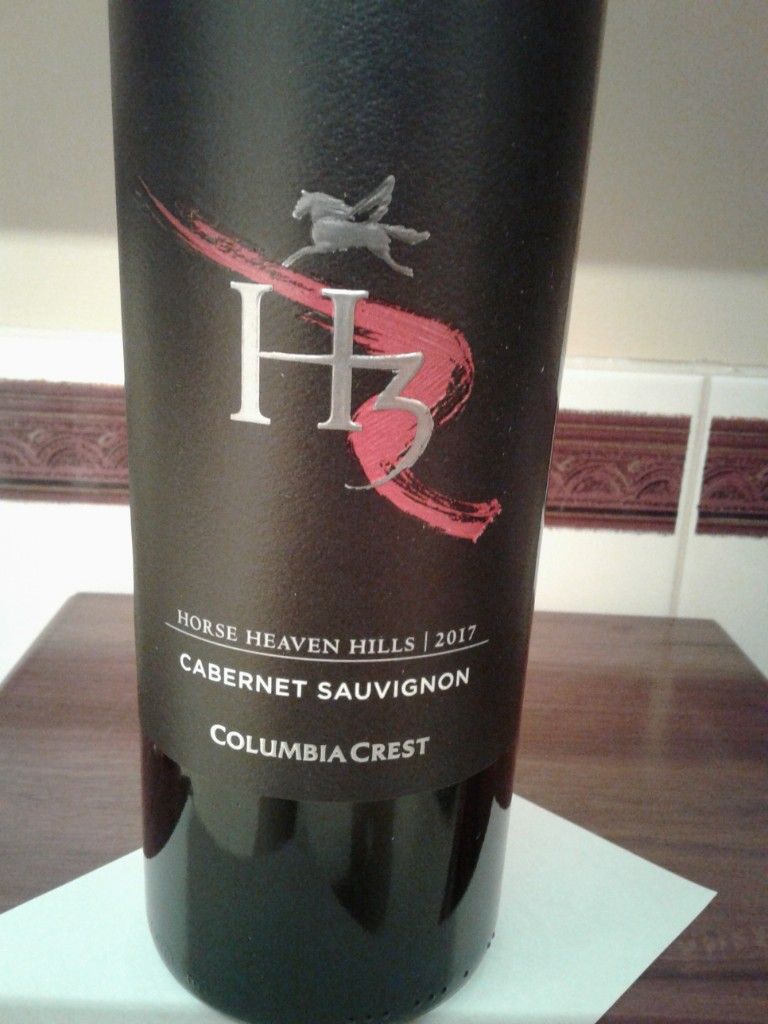 H3
HORSE HEAVEN HILLS | 2017
CABERNET SAUVIGNON
COLUMBIA CREST